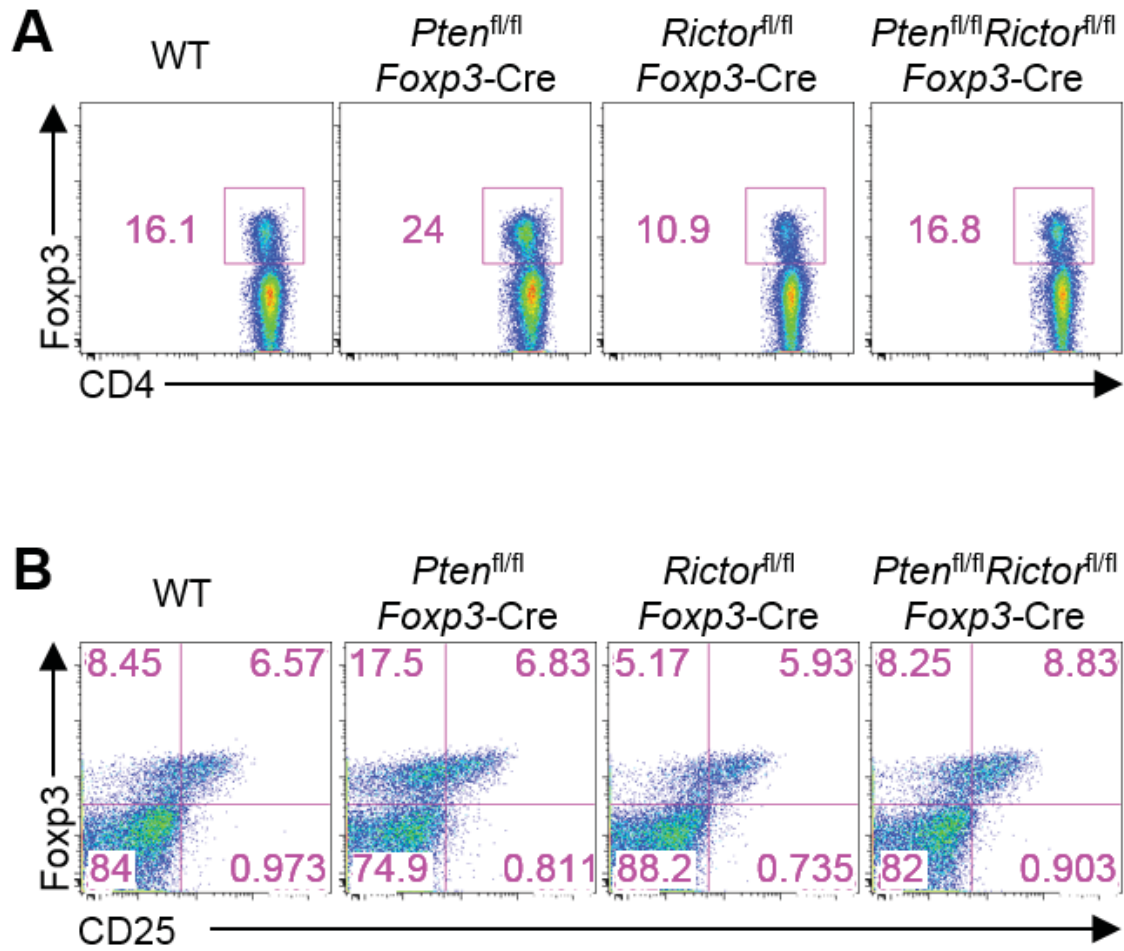 A
WT
Pten fl/fl
Foxp3-Cre
Rictor fl/fl
Foxp3-Cre
Pten fl/fl Rictor fl/fl
Foxp3-Cre
Foxp3
16.1
24
10.9
16.8
CD4
B
WT
Pten fl/fl
Foxp3-Cre
Rictor fl/fl
Foxp3-Cre
Pten fl/fl Rictor fl/fl
Foxp3-Cre
Foxp3
8.45 6.57
17.5 6.83
5.17 5.93
8.25 8.83
84 0.973
74.9 0.811
88.2 0.735
82 0.903
CD25